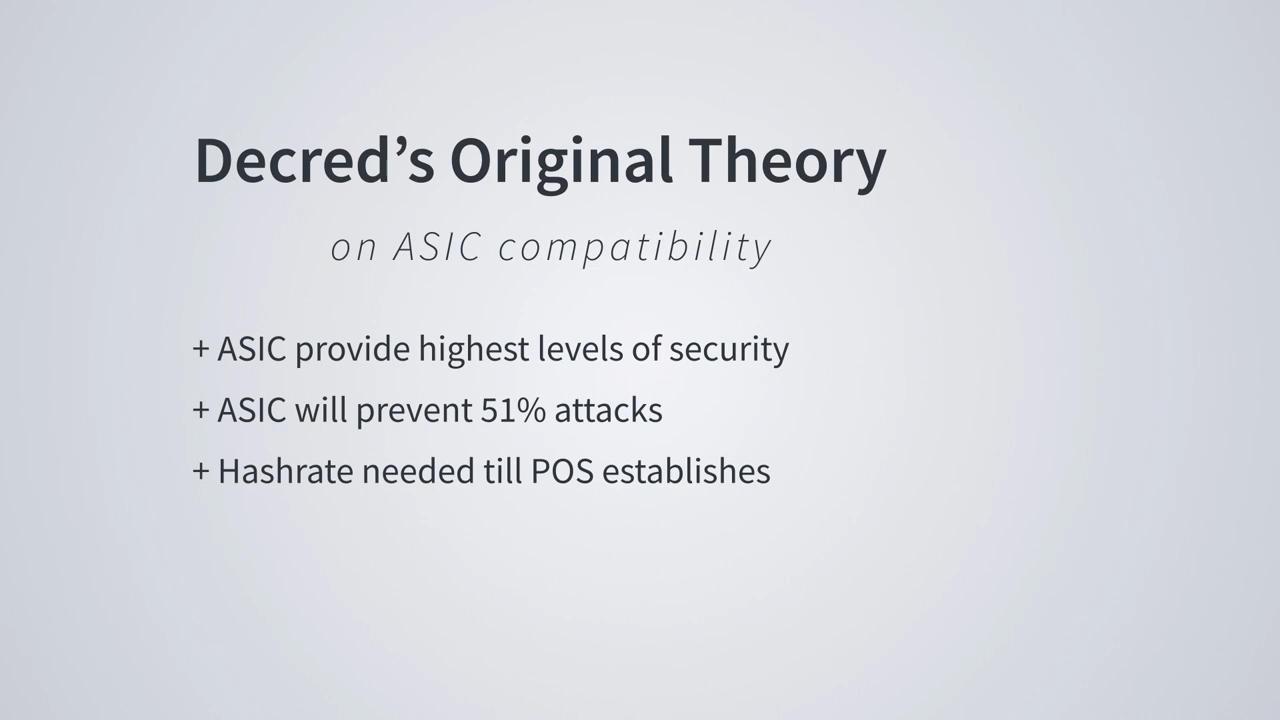 Decred’s Original Theory
on ASIC compatibility
+ ASIC provide highest levels of security
+ ASIC will prevent 51% attacks
+ Hashrate needed till POS establishes